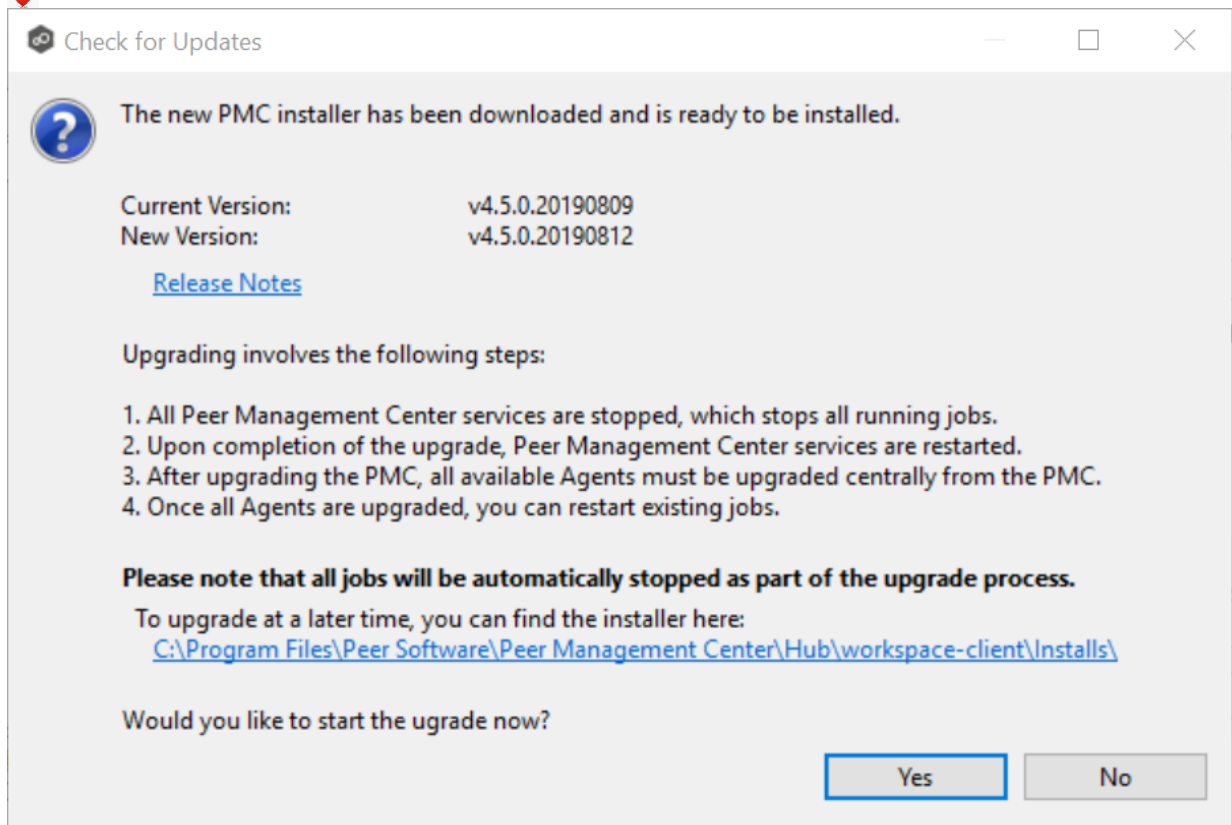 Check for Updates
The new PMC installer has been downloaded and is ready to be installed.
Current Version: v4.5.0.20190809
New Version: v4.5.0.20190812
Release Notes
Upgrading involves the following steps:
1. All Peer Management Center services are stopped, which stops all running jobs.
2. Upon completion of the upgrade, Peer Management Center services are restarted.
3. After upgrading the PMC, all available Agents must be upgraded centrally from the PMC.
4. Once all Agents are upgraded, you can restart existing jobs.
Please note that all jobs will be automatically stopped as part of the upgrade process.
To upgrade at a later time, you can find the installer here:
C:\Program Files\Peer Software\Peer Management Center\Hub\workspace-client\Installs\
Would you like to start the ugrade now?
Yes No